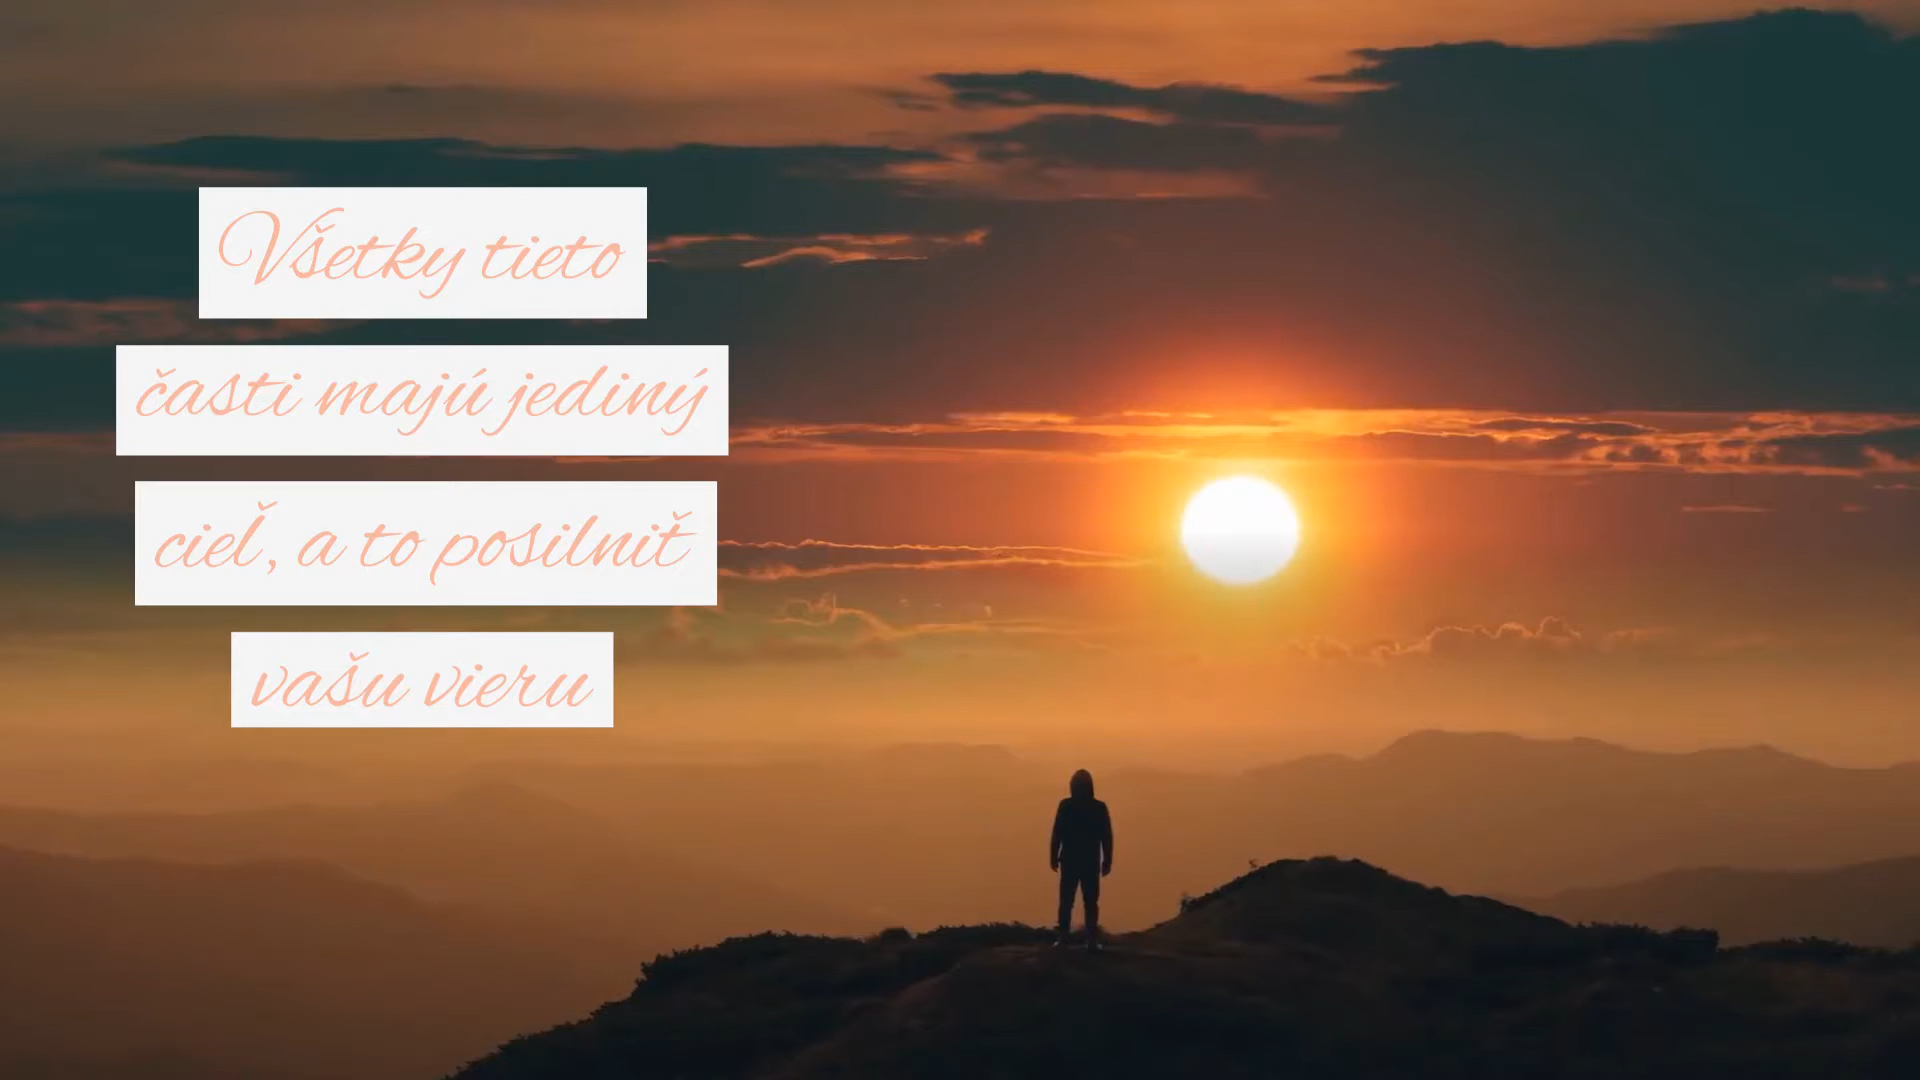 Všetky tieto
časti majú jediný
cieľ, a to posilniť
vašu vieru